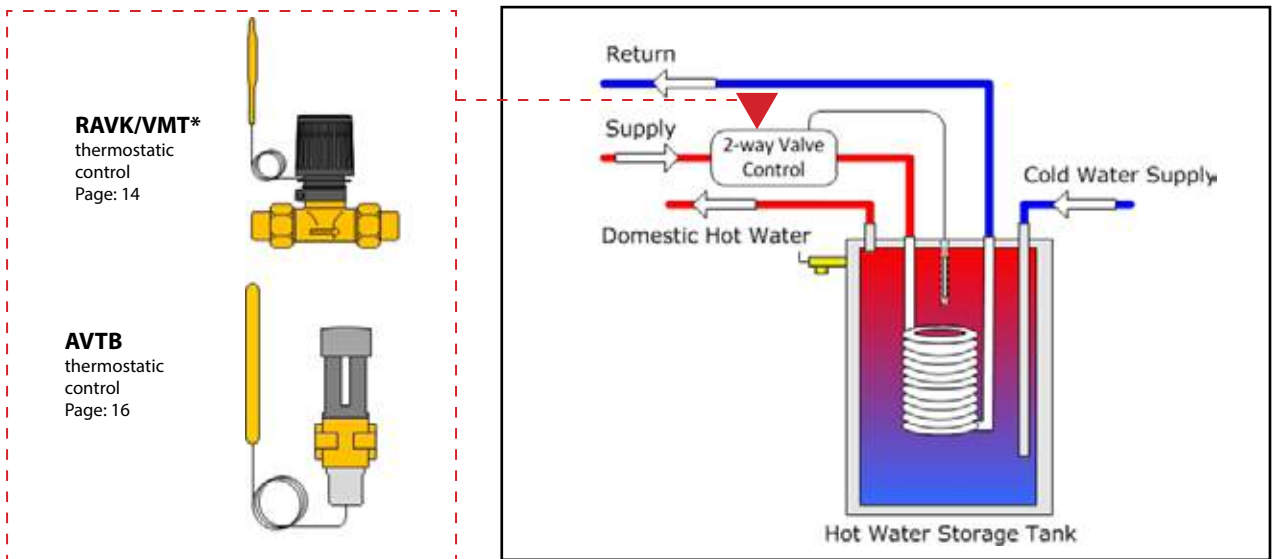 RAVK/VMT*
thermostatic
control
Page: 14
AVTB
thermostatic
control
Page: 16
Return
Supply
2-way Valve
Control
Cold Water Supply
Domestic Hot Water
Hot Water Storage Tank